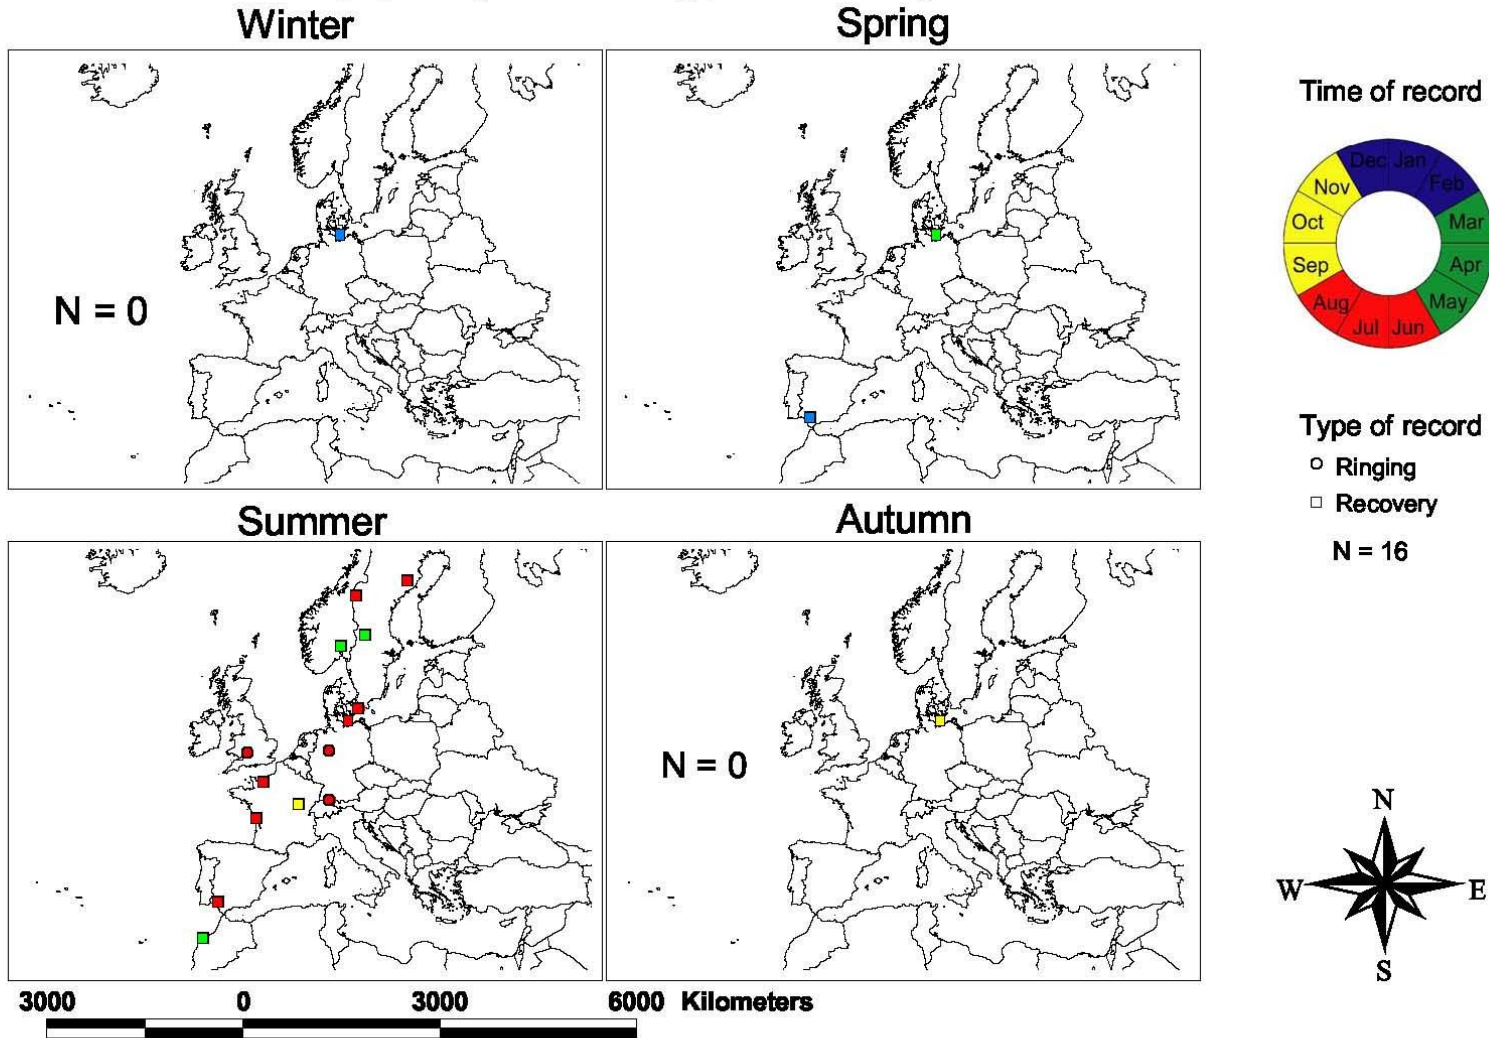 Winter
Spring
N = 0
Summer
Autumn
N = 0
3000 0 3000 6000 Kilometers
Time of record
Dec Jan Feb Mar Apr May Jun Jul Aug Sep Oct Nov
Type of record
Ringing
Recovery
N = 16
N
W E
S